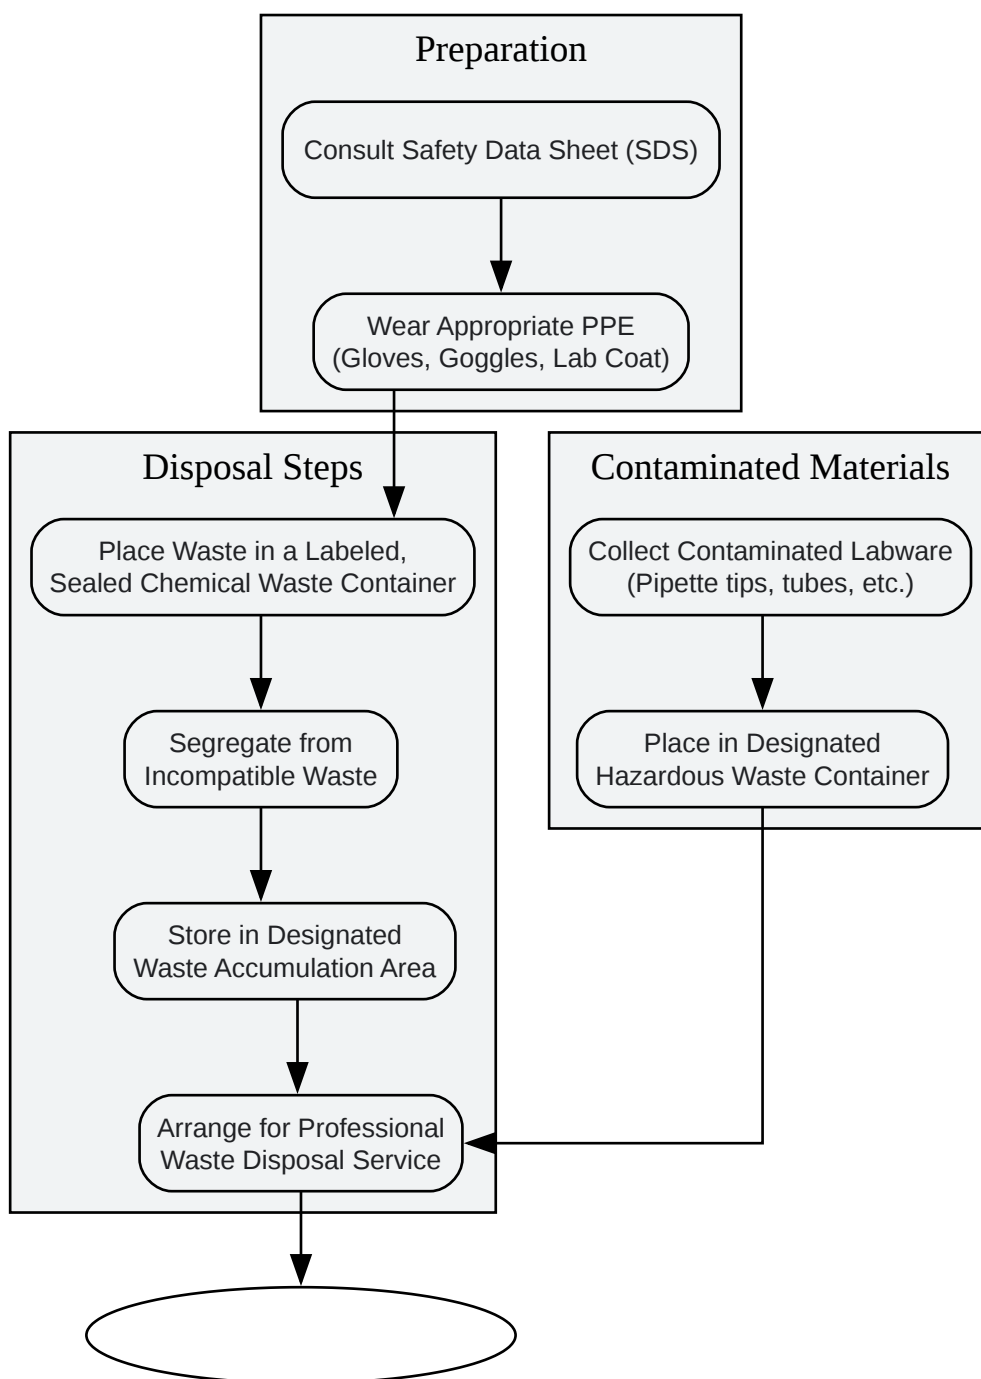 Preparation
Consult Safety Data Sheet (SDS)
Wear Appropriate PPE
(Gloves, Goggles, Lab Coat)
Disposal Steps
Place Waste in a Labeled,
Sealed Chemical Waste Container
Segregate from
Incompatible Waste
Store in Designated
Waste Accumulation Area
Arrange for Professional
Waste Disposal Service
Contaminated Materials
Collect Contaminated Labware
(Pipette tips, tubes, etc.)
Place in Designated
Hazardous Waste Container